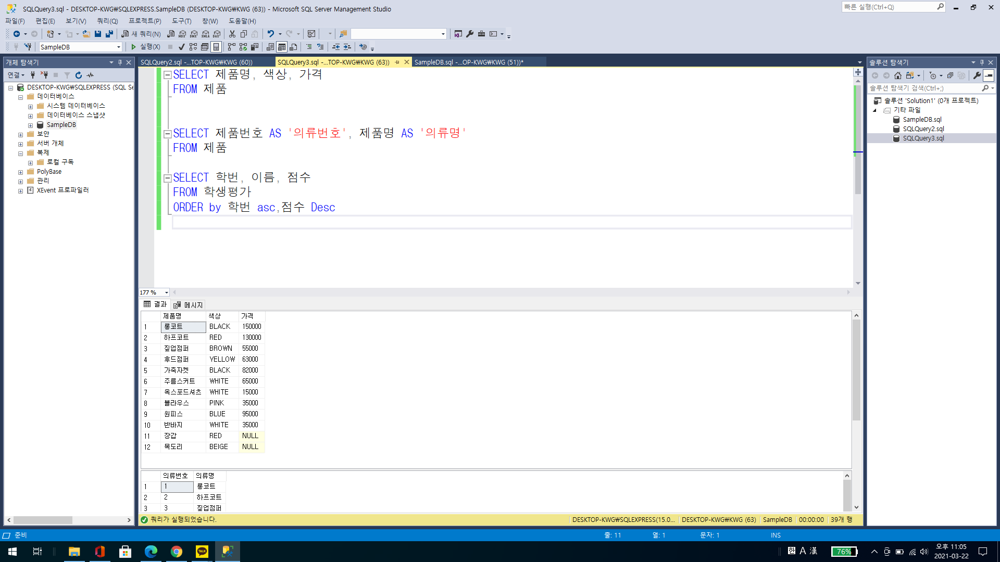 SQLQuery3.sql - DESKTOP-KWG₩SQLEXPRESS.SampleDB (DESKTOP-KWG₩KWG (63)) - Microsoft SQL Server Management Studio
빠른 실행(Ctrl+Q)
파일(F) 편집(E) 보기(V) 쿼리(Q) 프로젝트(P) 도구(T) 창(W) 도움말(H)
새 쿼리(N) MDX DMX XMLA DAX
SampleDB 실행(X)
개체 탐색기
연결
DESKTOP-KWG₩SQLEXPRESS (SQL Se
데이터베이스
시스템 데이터베이스
데이터베이스 스냅샷
SampleDB
보안
서버 개체
복제
로컬 구독
PolyBase
관리
XEvent 프로파일러
SQLQuery2.sql -...TOP-KWG₩KWG (60)) SQLQuery3.sql -...TOP-KWG₩KWG (63)) SampleDB.sql -...OP-KWG₩KWG (51))*
SELECT 제품명, 색상, 가격
FROM 제품
SELECT 제품번호 AS '의류번호', 제품명 AS '의류명'
FROM 제품
SELECT 학번, 이름, 점수
FROM 학생평가
ORDER by 학번 asc,점수 Desc
177 %
결과 메시지
제품명 색상 가격
1 롱코트 BLACK 150000
2 하프코트 RED 130000
3 짚업점퍼 BROWN 55000
4 후드점퍼 YELLOW 63000
5 가죽자켓 BLACK 82000
6 주름스커트 WHITE 65000
7 옥스포드셔츠 WHITE 15000
8 블라우스 PINK 35000
9 원피스 BLUE 95000
10 반바지 WHITE 35000
11 장갑 RED NULL
12 목도리 BEIGE NULL
의류번호 의류명
1 1 롱코트
2 2 하프코트
3 3 짚업점퍼
쿼리가 실행되었습니다. DESKTOP-KWG₩SQLEXPRESS(15.0... DESKTOP-KWG₩KWG (63) SampleDB 00:00:00 39개 행
솔루션 탐색기
솔루션 탐색기 검색(Ctrl+;)
솔루션 'Solution1' (0개 프로젝트)
기타 파일
SampleDB.sql
SQLQuery2.sql
SQLQuery3.sql
준비 줄: 11 열: 1 문자: 1 INS
TALK
한 A 漢 76%
오후 11:05
2021-03-22